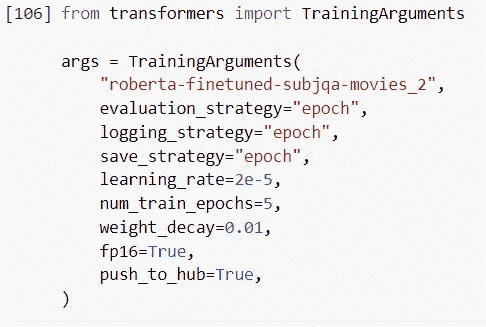 [106] from transformers import TrainingArguments
args = TrainingArguments(
"roberta-finetuned-subjqa-movies_2",
evaluation_strategy="epoch",
logging_strategy="epoch",
save_strategy="epoch",
learning_rate=2e-5,
num_train_epochs=5,
weight_decay=0.01,
fp16=True,
push_to_hub=True,
)